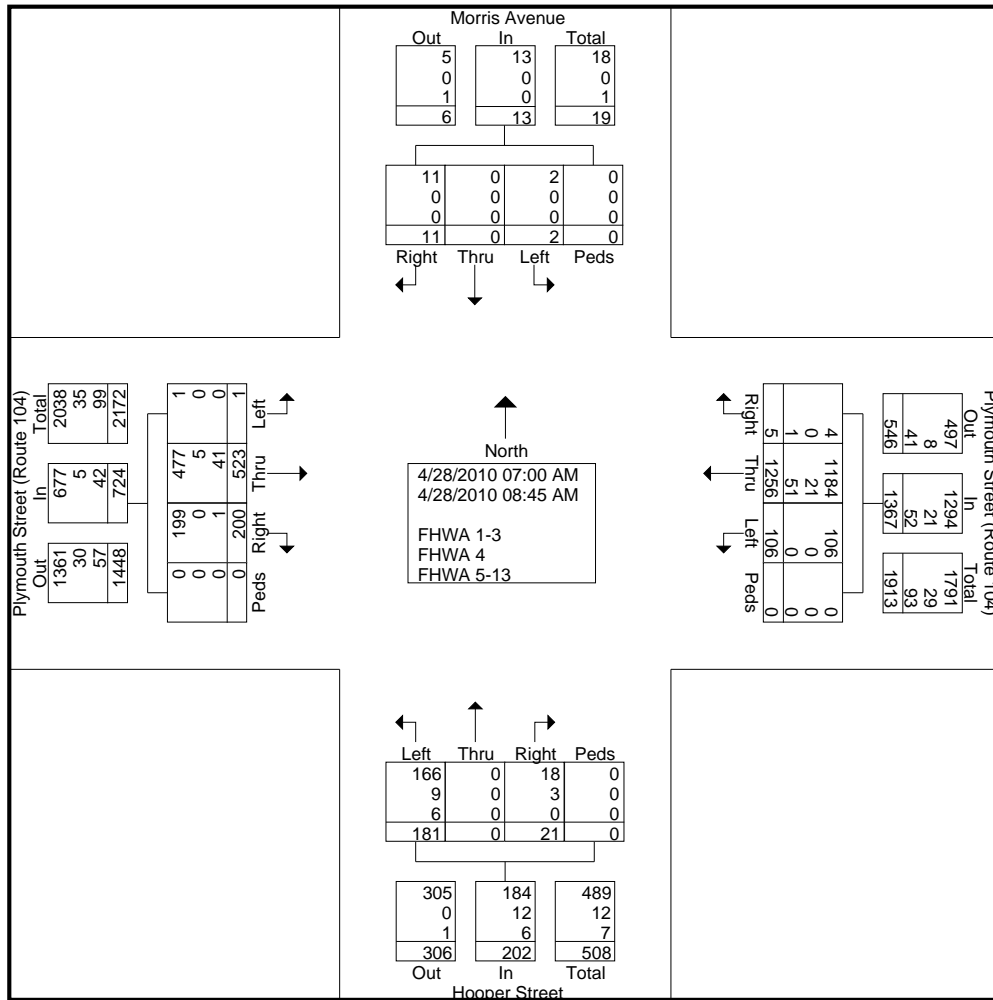 Morris Avenue
Out In Total
5 13 18
0 0 0
1 0 1
6 13 19
11 0 2 0
0 0 0 0
0 0 0 0
11 0 2 0
Right Thru Left Peds
Plymouth Street (Route 104)
Total In Out
2038 677 1361
35 5 30
99 42 57
2172 724 1448
Left Thru Right Peds
1 477 199 0
0 5 0 0
0 41 1 0
1 523 200 0
North
4/28/2010 07:00 AM
4/28/2010 08:45 AM
FHWA 1-3
FHWA 4
FHWA 5-13
Right Thru Left Peds
4 1184 106 0
0 21 0 0
1 51 0 0
5 1256 106 0
Plymouth Street (Route 104)
Out In Total
497 1294 1791
8 21 29
41 52 93
546 1367 1913
Left Thru Right Peds
166 0 18 0
9 0 3 0
6 0 0 0
181 0 21 0
305 184 489
0 12 12
1 6 7
306 202 508
Out In Total
Hooper Street